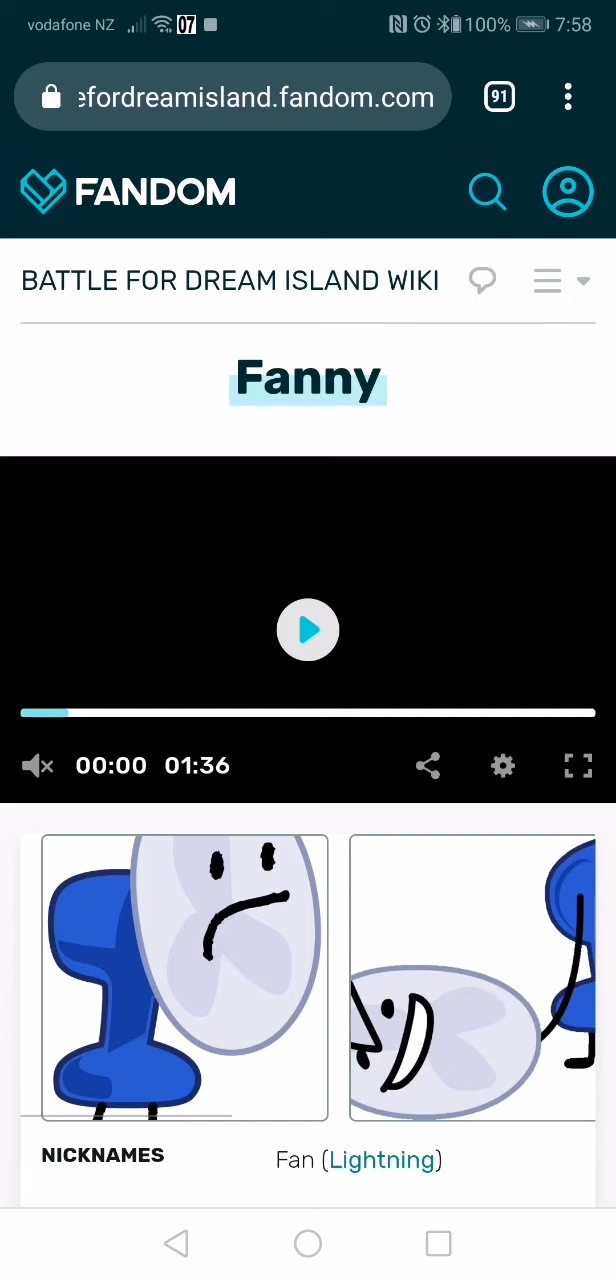 vodafone NZ 07 100% 7:58
efordreamisland.fandom.com 91
FANDOM
BATTLE FOR DREAM ISLAND WIKI
Fanny
00:00 01:36
NICKNAMES Fan (Lightning)